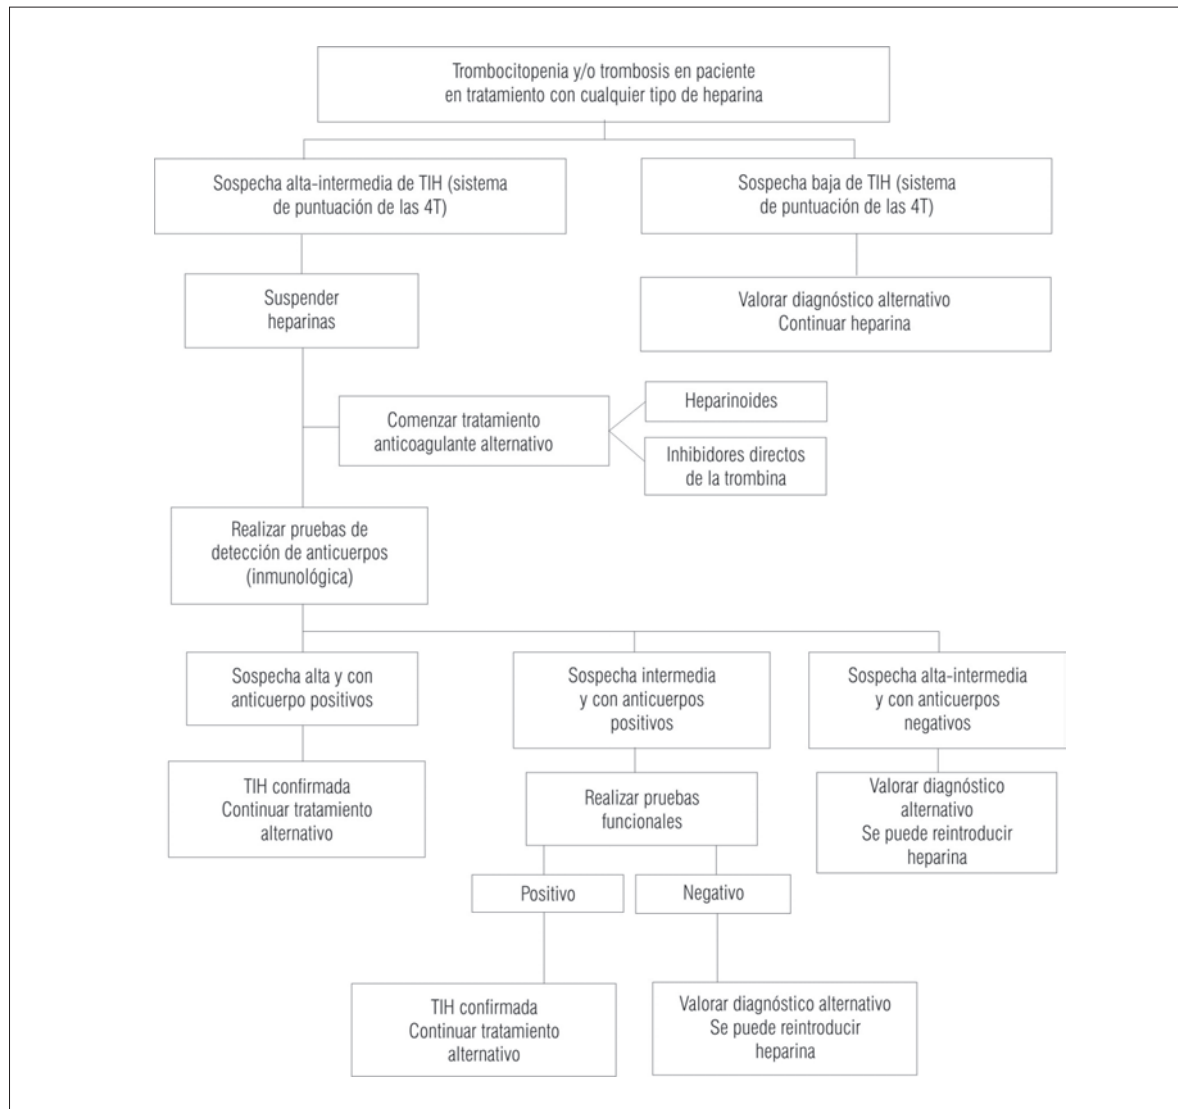 Trombocitopenia y/o trombosis en paciente
en tratamiento con cualquier tipo de heparina
Sospecha alta-intermedia de TIH (sistema
de puntuación de las 4T)
Sospecha baja de TIH (sistema
de puntuación de las 4T)
Suspender
heparinas
Valorar diagnóstico alternativo
Continuar heparina
Comenzar tratamiento
anticoagulante alternativo
Heparinoides
Inhibidores directos
de la trombina
Realizar pruebas de
detección de anticuerpos
(inmunológica)
Sospecha alta y con
anticuerpo positivos
Sospecha intermedia
y con anticuerpos
positivos
Sospecha alta-intermedia
y con anticuerpos
negativos
TIH confirmada
Continuar tratamiento
alternativo
Realizar pruebas
funcionales
Valorar diagnóstico
alternativo
Se puede reintroducir
heparina
Positivo
Negativo
TIH confirmada
Continuar tratamiento
alternativo
Valorar diagnóstico alternativo
Se puede reintroducir
heparina